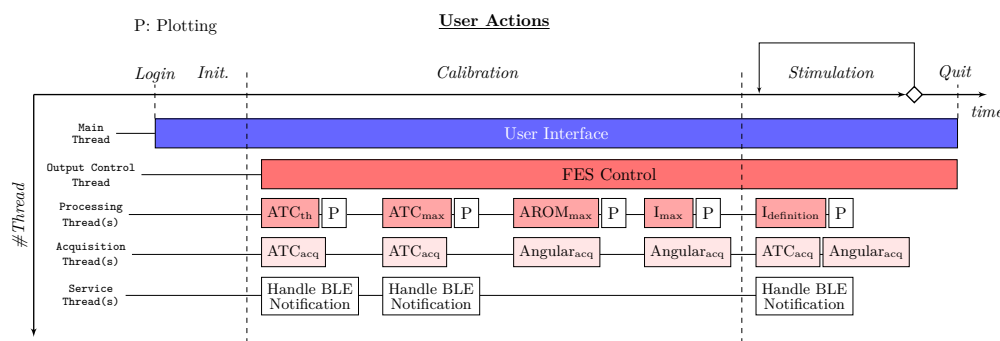 User Actions
P: Plotting
Login Init. Calibration Stimulation Quit
time
#Thread
Main
Thread
User Interface
Output Control
Thread
FES Control
Processing
Thread(s)
ATCth P ATCmax P AROMmax P Imax P Idefinition P
Acquisition
Thread(s)
ATCacq ATCacq Angularacq Angularacq ATCacq Angularacq
Service
Thread(s)
Handle BLE
Notification
Handle BLE
Notification
Handle BLE
Notification